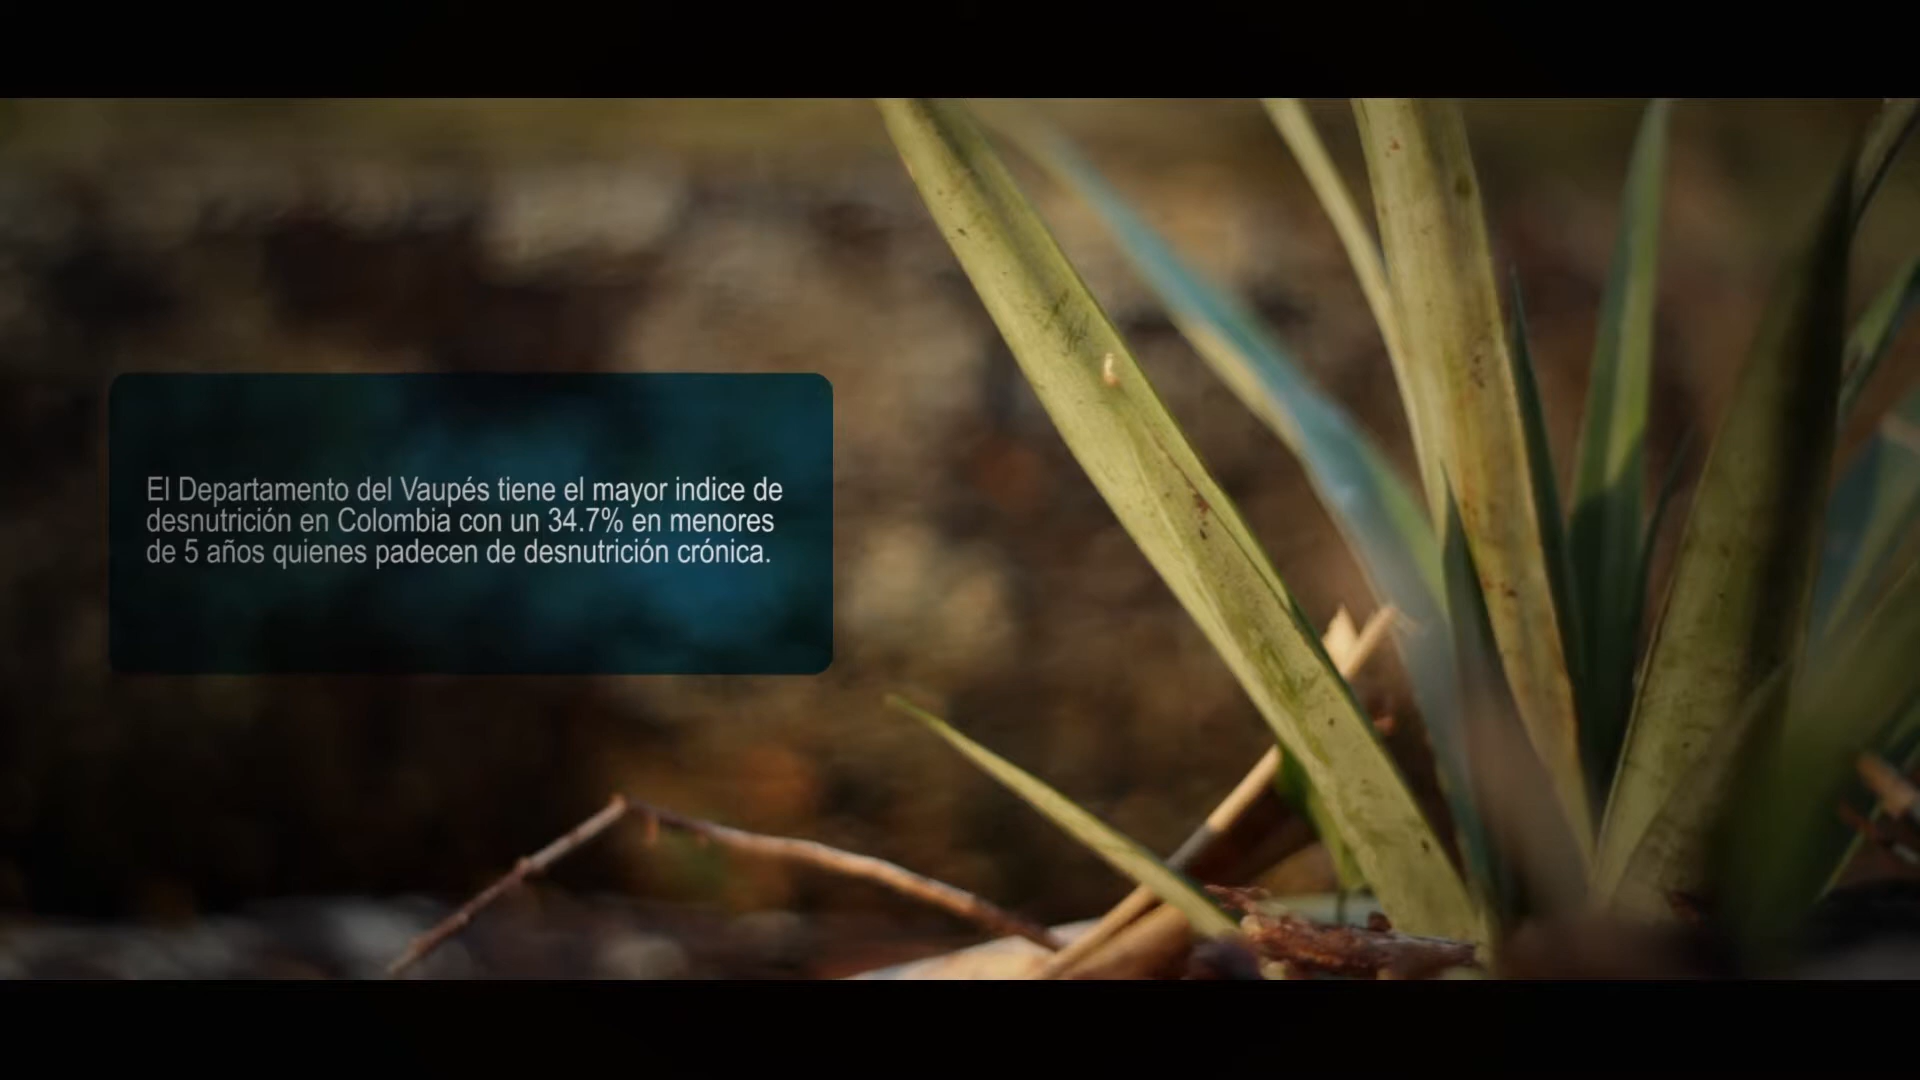 El Departamento del Vaupés tiene el mayor indice de
desnutrición en Colombia con un 34.7% en menores
de 5 años quienes padecen de desnutrición crónica.